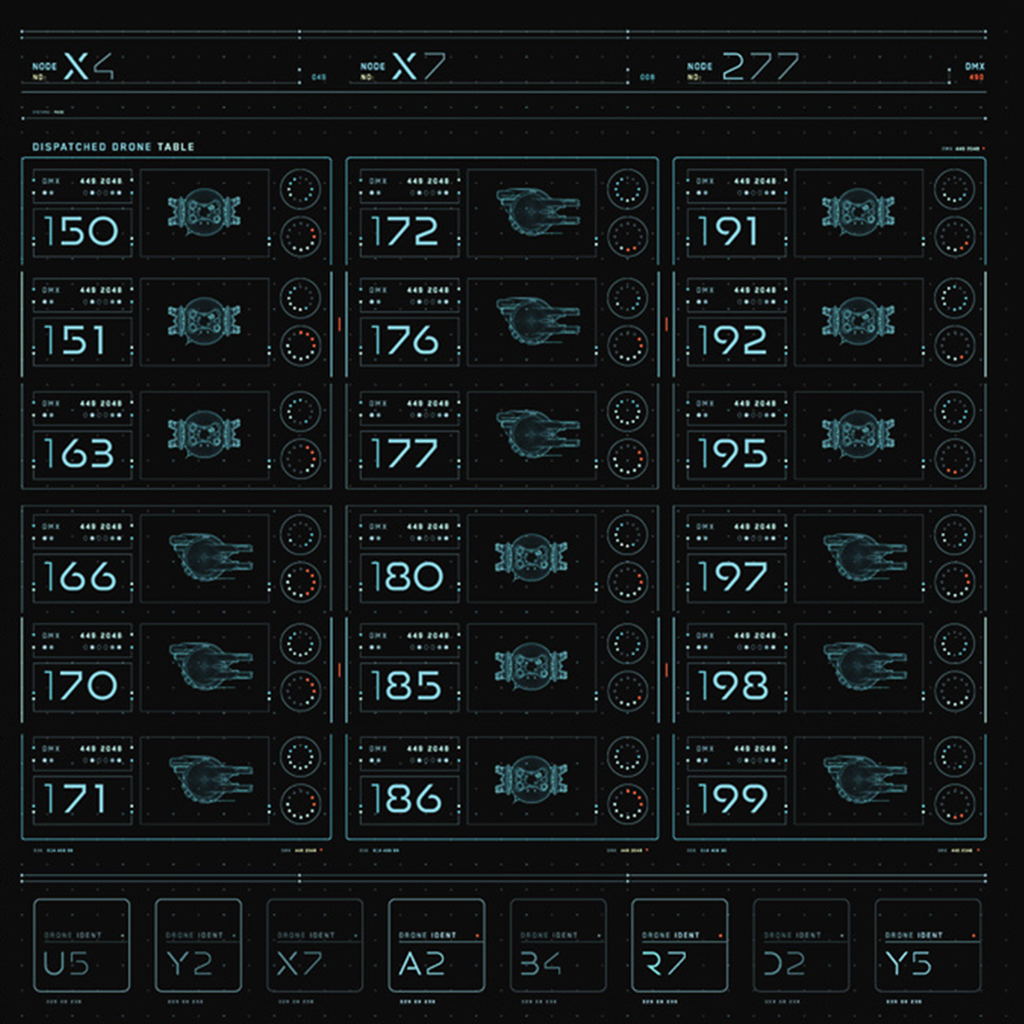 NODE NO: X4 045
NODE NO: X7 008
NODE NO: 277 DMX 490
DISPATCHED DRONE TABLE
DMX 449 2048
150
DMX 449 2048
172
DMX 449 2048
191
DMX 449 2048
151
DMX 449 2048
176
DMX 449 2048
192
DMX 449 2048
163
DMX 449 2048
177
DMX 449 2048
195
DMX 449 2048
166
DMX 449 2048
180
DMX 449 2048
197
DMX 449 2048
170
DMX 449 2048
185
DMX 449 2048
198
DMX 449 2048
171
DMX 449 2048
186
DMX 449 2048
199
DRONE IDENT
U5
DRONE IDENT
Y2
DRONE IDENT
X7
DRONE IDENT
A2
DRONE IDENT
B4
DRONE IDENT
R7
DRONE IDENT
D2
DRONE IDENT
Y5